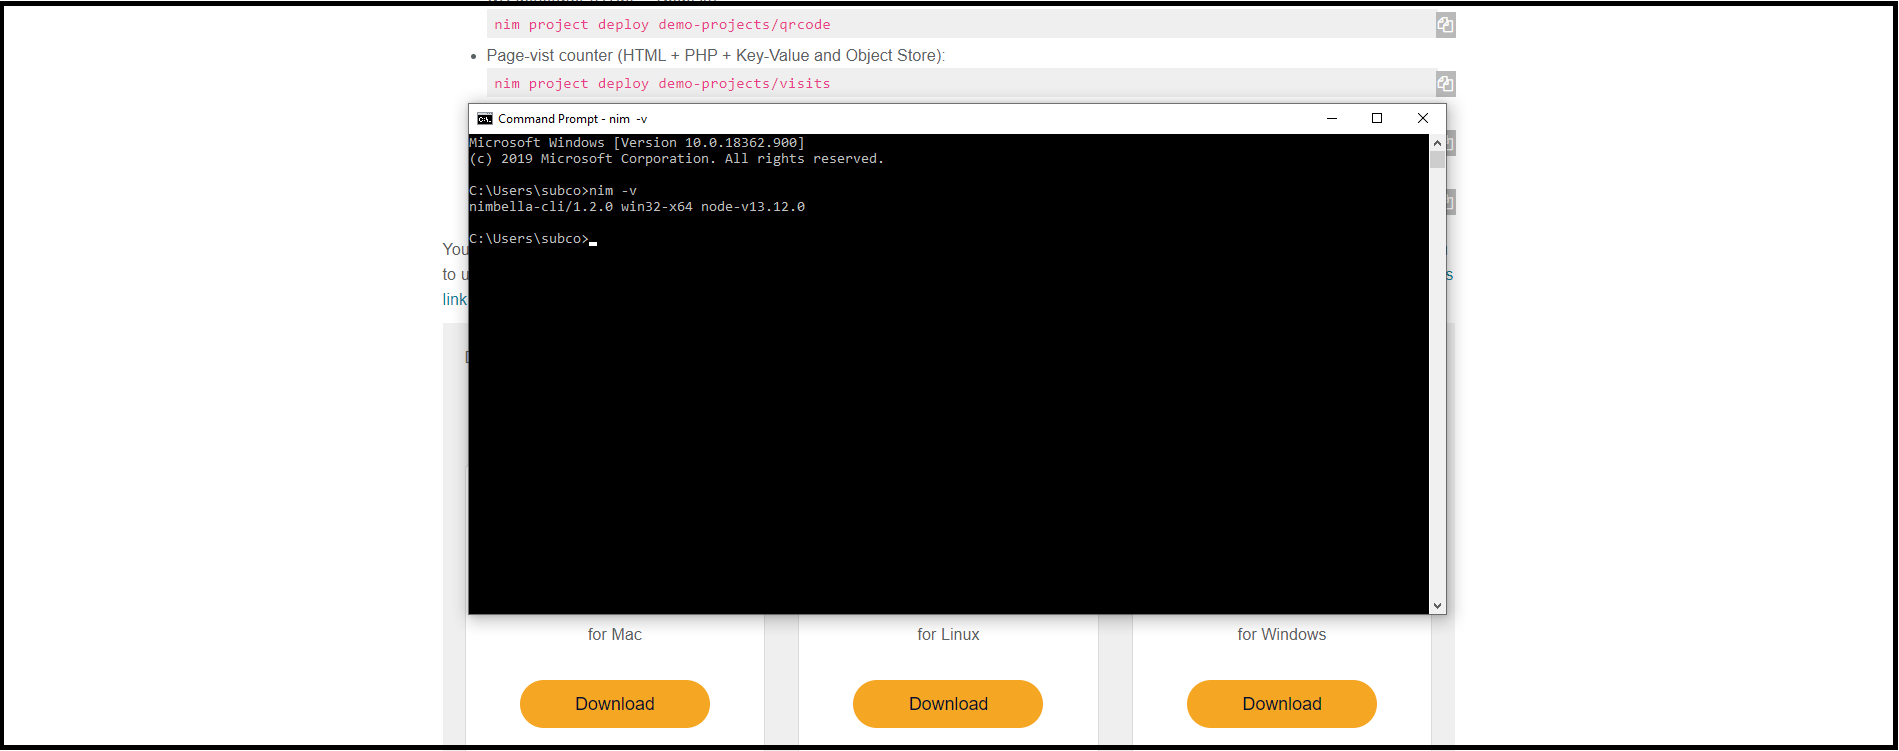 nim project deploy demo-projects/qrcode
Page-vist counter (HTML + PHP + Key-Value and Object Store):
nim project deploy demo-projects/visits
Command Prompt - nim  -v
Microsoft Windows [Version 10.0.18362.900]
(c) 2019 Microsoft Corporation. All rights reserved.
C:\Users\subco>nim -v
nimbella-cli/1.2.0 win32-x64 node-v13.12.0
C:\Users\subco>
You
to u
link
for Mac
for Linux
for Windows
Download
Download
Download